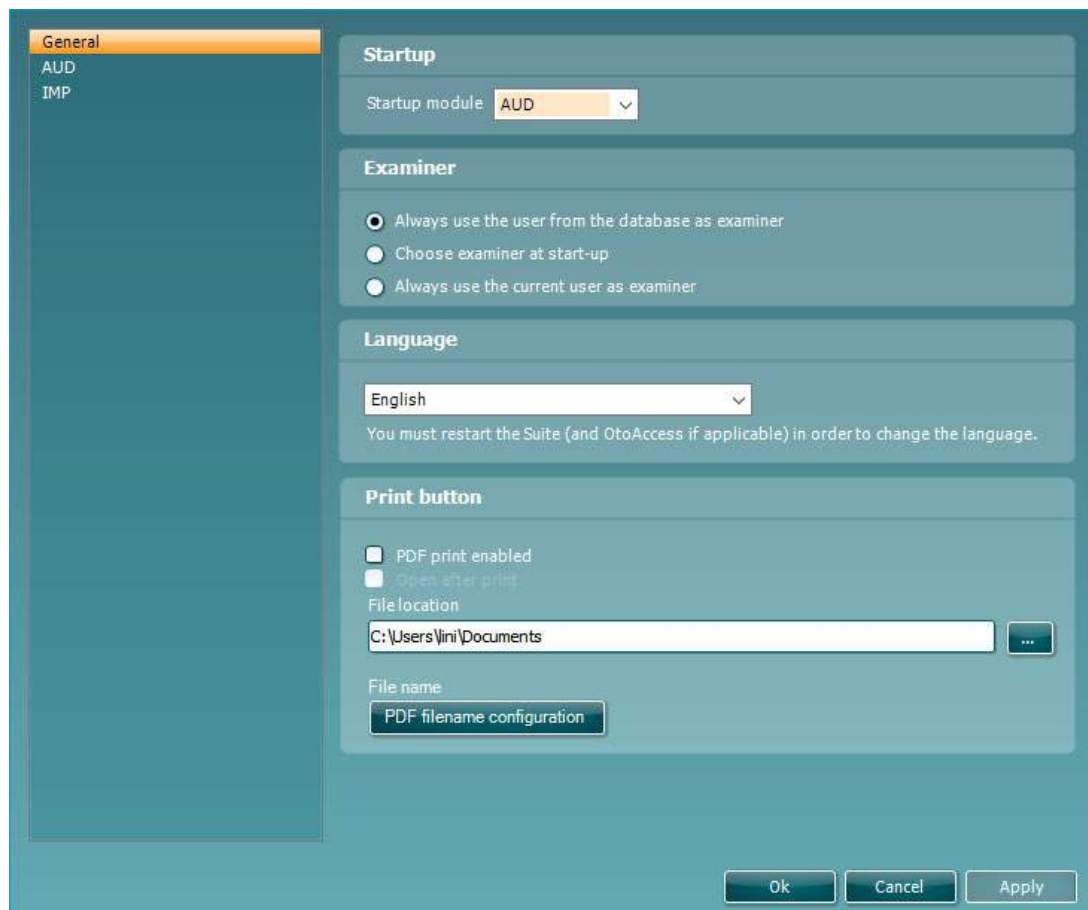 General
AUD
IMP
Startup
Startup module AUD
Examiner
Always use the user from the database as examiner
Choose examiner at start-up
Always use the current user as examiner
Language
English
You must restart the Suite (and OtoAccess if applicable) in order to change the language.
Print button
PDF print enabled
Open after print
File location
C:\Users\lini\Documents
...
File name
PDF filename configuration
Ok Cancel Apply